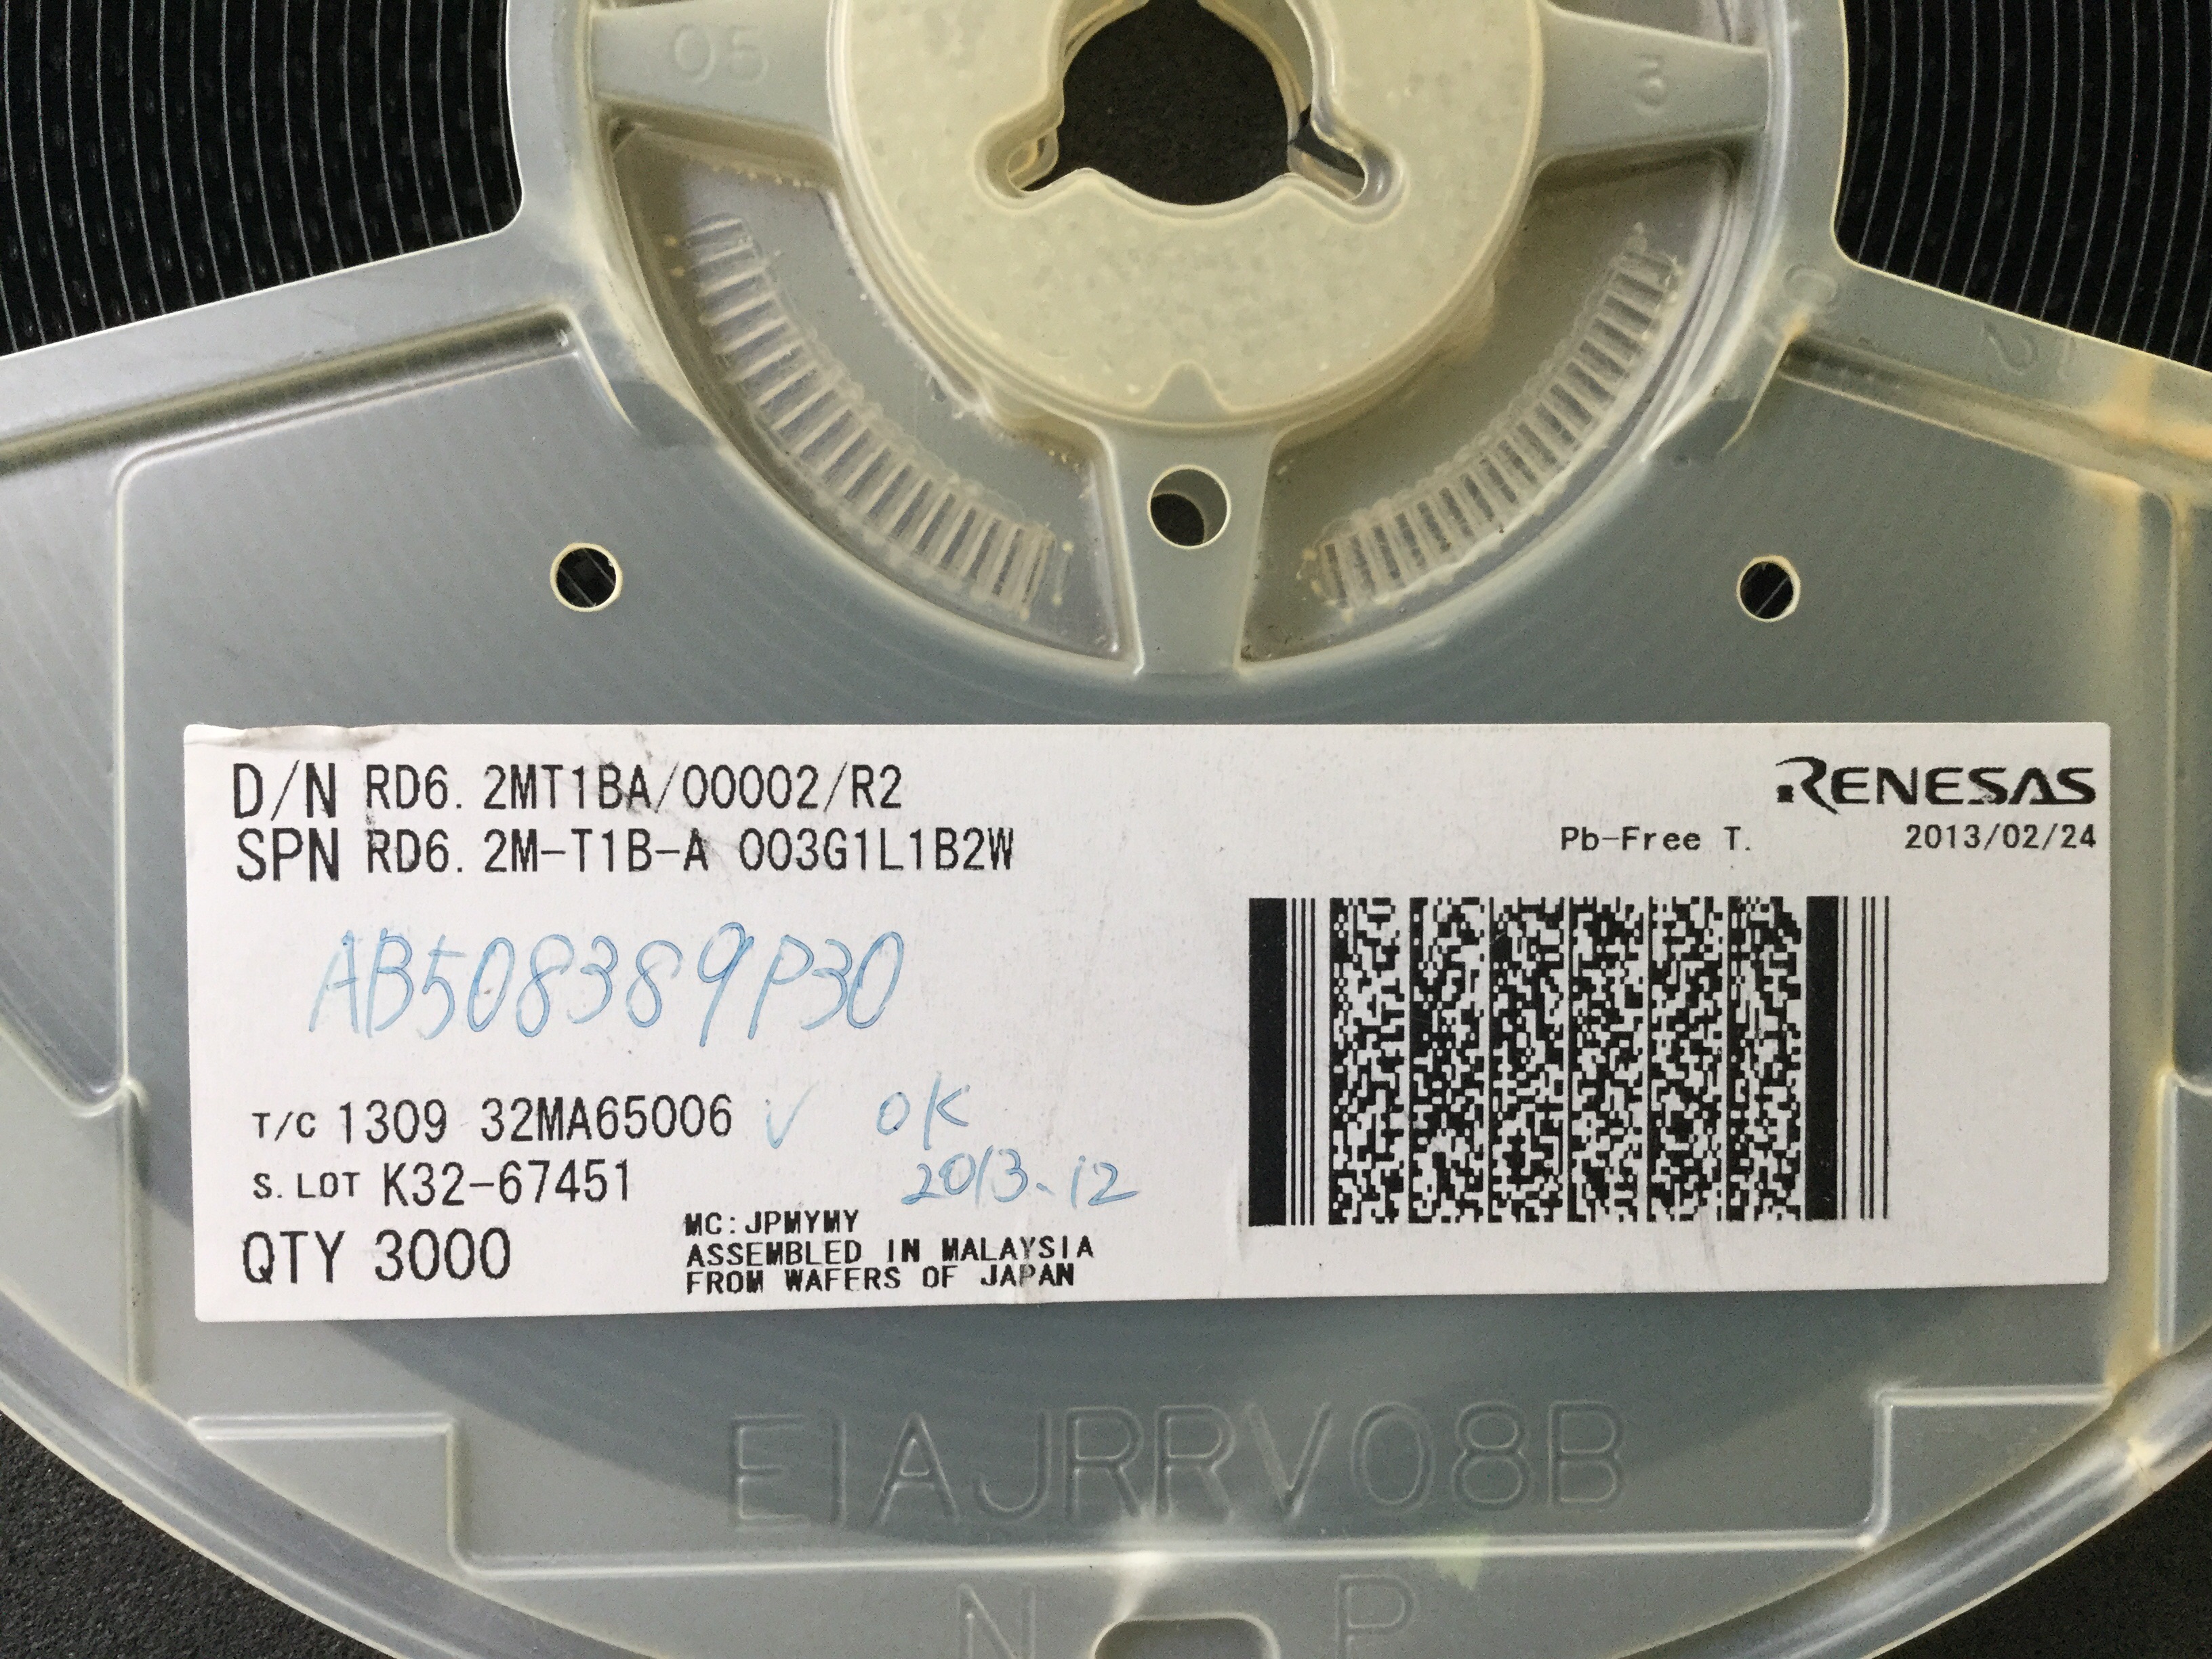 05
3
12
D/N RD6. 2MT1BA/00002/R2
SPN RD6. 2M-T1B-A 003G1L1B2W
RENESAS
Pb-Free T. 2013/02/24
AB508389P30
T/C 1309 32MA65006 ✓ OK
2013.12
S. LOT K32-67451
QTY 3000
MC:JPMYMY
ASSEMBLED IN MALAYSIA
FROM WAFERS OF JAPAN
EIAJRRV08B
N P